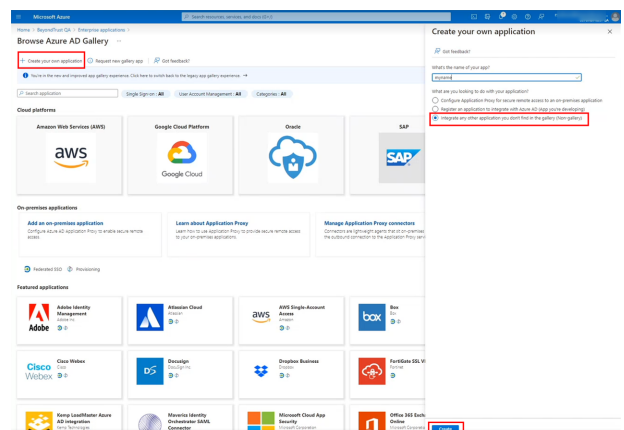 Microsoft Azure
Search resources, services, and docs (G+/)
Home > BeyondTrust QA > Enterprise applications >
Browse Azure AD Gallery ...
+ Create your own application
Request new gallery app
Got feedback?
You're in the new and improved app gallery experience. Click here to switch back to the legacy app gallery experience. →
Search application
Single Sign-on : All
User Account Management : All
Categories : All
Cloud platforms
Amazon Web Services (AWS)
Google Cloud Platform
Oracle
SAP
aws
Google Cloud
SAP
On-premises applications
Add an on-premises application
Configure Azure AD Application Proxy to enable secure remote
access
Learn about Application Proxy
Learn how to use Application Proxy to provide secure remote access
to your on-premises applications.
Manage Application Proxy connectors
Connectors are lightweight agents that sit on-premises
the outbound connection to the Application Proxy serv
Federated SSO
Provisioning
Featured applications
Adobe
Adobe Identity
Management
Adobe Inc.
Atlassian Cloud
Atlassian
aws
AWS Single-Account
Access
Amazon
box
Box
Box
Cisco
Webex
Cisco Webex
Cisco
DS
Docusign
DocuSign Inc.
Dropbox Business
Dropbox
FortiGate SSL V
Fortinet
Kemp LoadMaster Azure
AD integration
Kemp Technologies
Maverics Identity
Orchestrator SAML
Connector
Microsoft Cloud App
Security
Microsoft Corporation
Office 365 Exch
Online
Microsoft Corporatio
Create your own application
×
Got feedback?
What's the name of your app?
myname
What are you looking to do with your application?
Configure Application Proxy for secure remote access to an on-premises application
Register an application to integrate with Azure AD (App you're developing)
Integrate any other application you don't find in the gallery (Non-gallery)
Create